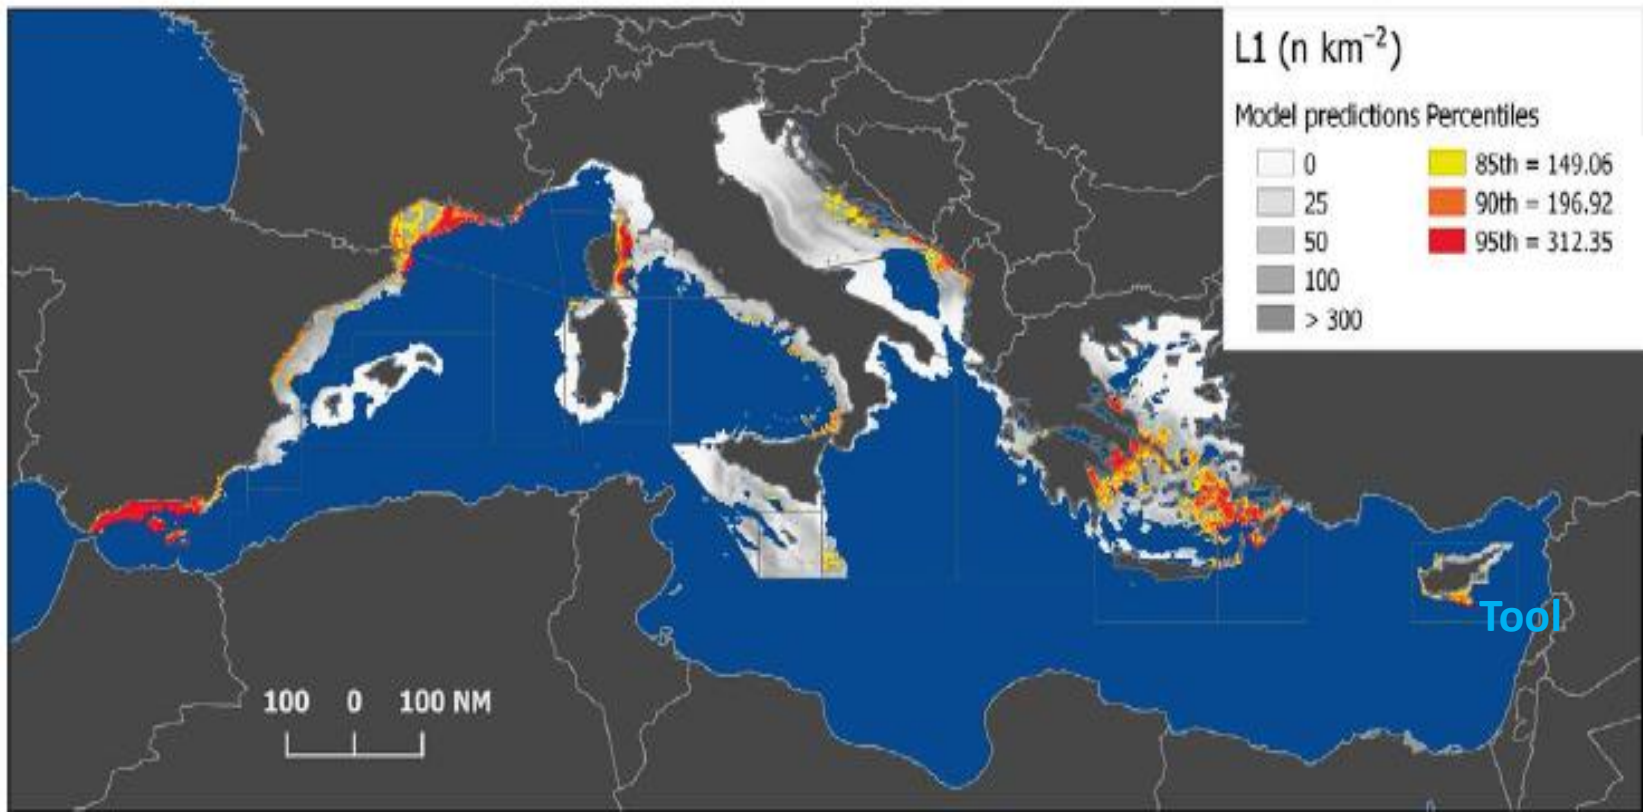 L1 (n km⁻²)
Model predictions Percentiles
0
25
50
100
> 300
85th = 149.06
90th = 196.92
95th = 312.35
Tool
100 0 100 NM